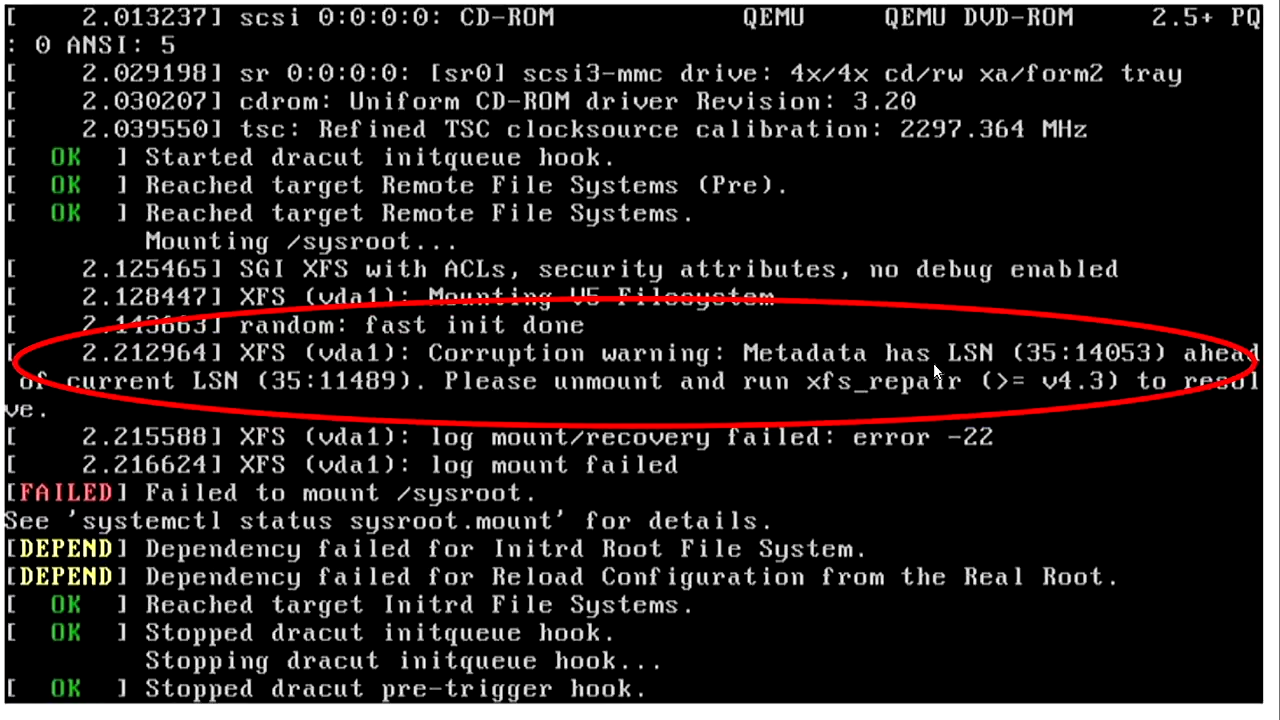 [    2.013237] scsi 0:0:0:0: CD-ROM            QEMU     QEMU DVD-ROM     2.5+ PQ
: 0 ANSI: 5
[    2.029198] sr 0:0:0:0: [sr0] scsi3-mmc drive: 4x/4x cd/rw xa/form2 tray
[    2.030207] cdrom: Uniform CD-ROM driver Revision: 3.20
[    2.039550] tsc: Refined TSC clocksource calibration: 2297.364 MHz
[  OK  ] Started dracut initqueue hook.
[  OK  ] Reached target Remote File Systems (Pre).
[  OK  ] Reached target Remote File Systems.
         Mounting /sysroot...
[    2.125465] SGI XFS with ACLs, security attributes, no debug enabled
[    2.128447] XFS (vda1): Mounting V5 Filesystem
[    2.143663] random: fast init done
[    2.212964] XFS (vda1): Corruption warning: Metadata has LSN (35:14053) ahead
 of current LSN (35:11489). Please unmount and run xfs_repair (>= v4.3) to resol
ve.
[    2.215588] XFS (vda1): log mount/recovery failed: error -22
[    2.216624] XFS (vda1): log mount failed
[FAILED] Failed to mount /sysroot.
See 'systemctl status sysroot.mount' for details.
[DEPEND] Dependency failed for Initrd Root File System.
[DEPEND] Dependency failed for Reload Configuration from the Real Root.
[  OK  ] Reached target Initrd File Systems.
[  OK  ] Stopped dracut initqueue hook.
         Stopping dracut initqueue hook...
[  OK  ] Stopped dracut pre-trigger hook.